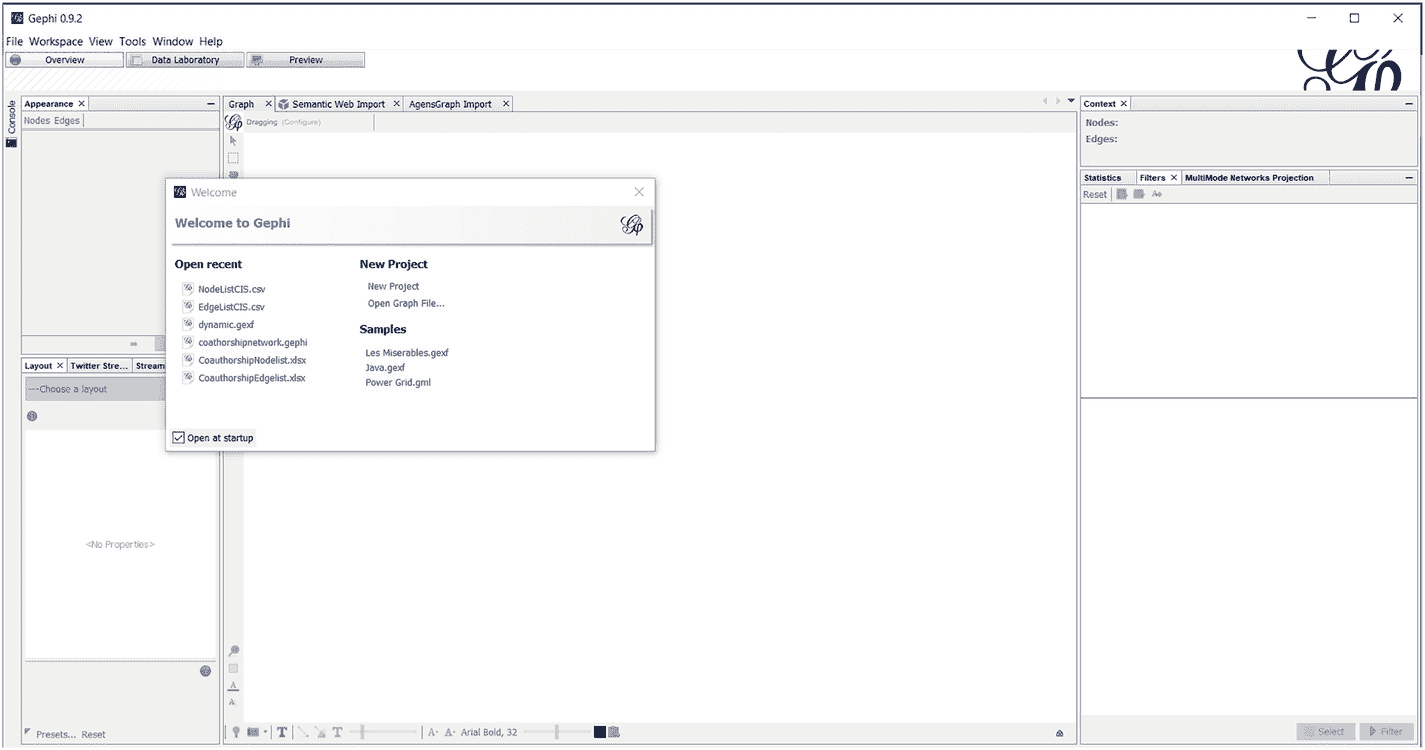 Gephi 0.9.2
File Workspace View Tools Window Help
Overview Data Laboratory Preview
Console
Appearance
Nodes Edges
Graph Semantic Web Import AgensGraph Import
Dragging (Configure)
Context
Nodes:
Edges:
Statistics Filters MultiMode Networks Projection
Reset
Welcome
Welcome to Gephi
Open recent
NodeListCIS.csv
EdgeListCIS.csv
dynamic.gexf
coathorshipnetwork.gephi
CoauthorshipNodelist.xlsx
CoauthorshipEdgelist.xlsx
New Project
New Project
Open Graph File...
Samples
Les Miserables.gexf
Java.gexf
Power Grid.gml
Open at startup
Layout Twitter Stre... Stream
---Choose a layout
<No Properties>
Presets... Reset
T T A- A- Arial Bold, 32
Select Filter